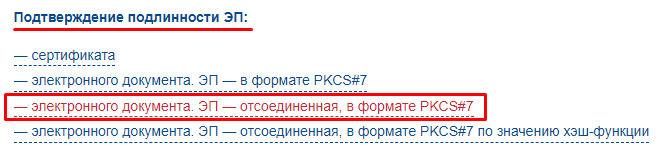 Подтверждение подлинности ЭП:
— сертификата
— электронного документа. ЭП — в формате PKCS#7
— электронного документа. ЭП — отсоединенная, в формате PKCS#7
— электронного документа. ЭП — отсоединенная, в формате PKCS#7 по значению хэш-функции